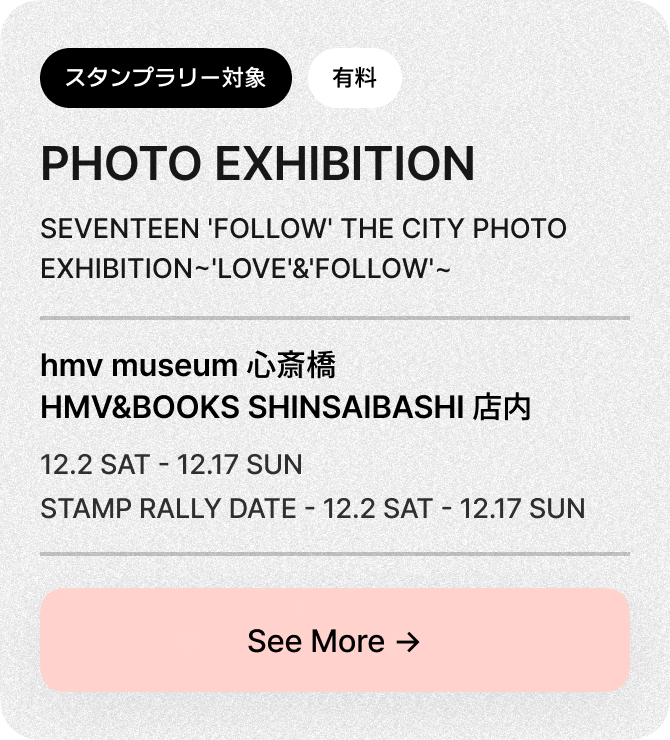 スタンプラリー対象 有料
PHOTO EXHIBITION
SEVENTEEN 'FOLLOW' THE CITY PHOTO
EXHIBITION~'LOVE'&'FOLLOW'~
hmv museum 心斎橋
HMV&BOOKS SHINSAIBASHI 店内
12.2 SAT - 12.17 SUN
STAMP RALLY DATE - 12.2 SAT - 12.17 SUN
See More →